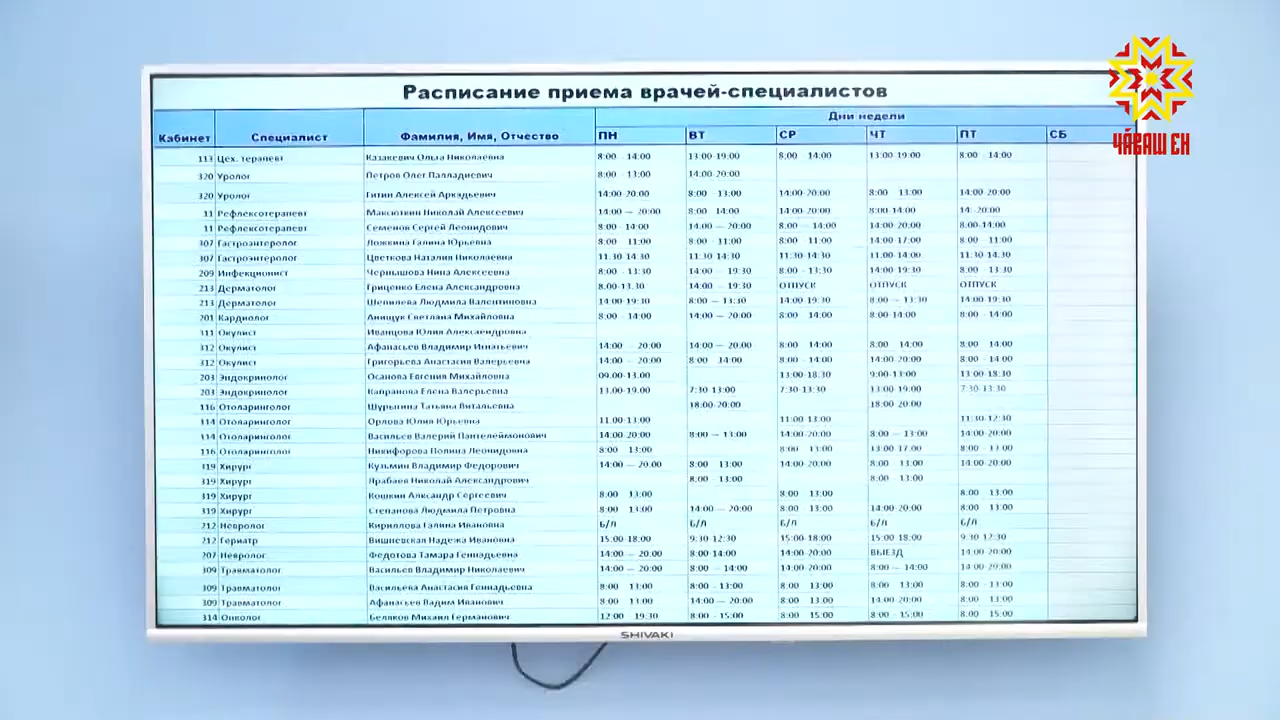 ЧӐВАШ ЕН
Расписание приема врачей-специалистов
Дни недели
Кабинет Специалист Фамилия, Имя, Отчество ПН ВТ СР ЧТ ПТ СБ
113 Цех. терапевт Казакевич Ольга Николаевна 8:00 - 14:00 13:00-19:00 8:00 - 14:00 13:00-19:00 8:00 - 14:00
320 Уролог Петров Олег Палладиевич 8:00 - 13:00 14:00-20:00
320 Уролог Гитин Алексей Аркадьевич 14:00-20:00 8:00 - 13:00 14:00-20:00 8:00 - 13:00 14:00-20:00
11 Рефлексотерапевт Максюткин Николай Алексеевич 14:00 — 20:00 8:00 - 14:00 14:00-20:00 8:00-14:00 14:-20:00
11 Рефлексотерапевт Семенов Сергей Леонидович 8:00 - 14:00 14:00 — 20:00 8:00 - 14:00 14:00-20:00 8:00-14:00
307 Гастроэнтеролог Ложкина Галина Юрьевна 8:00 - 11:00 8:00 - 11:00 8:00 - 11:00 14:00-17:00 8:00 - 11:00
307 Гастроэнтеролог Цветкова Наталия Николаевна 11:30-14:30 11:30-14:30 11:30-14:30 11:00-14:00 11:30-14:30
209 Инфекционист Чернышова Нина Алексеевна 8:00 - 13:30 14:00 - 19:30 8:00 - 13:30 14:00-19:30 8:00 - 13:30
213 Дерматолог Гриценко Елена Александровна 8:00-13:30 14:00 - 19:30 ОТПУСК ОТПУСК ОТПУСК
213 Дерматолог Шепилева Людмила Валентиновна 14:00-19:30 8:00 — 13:30 14:00-19:30 8:00 — 13:30 14:00-19:30
201 Кардиолог Анищук Светлана Михайловна 8:00 - 14:00 14:00 — 20:00 8:00 - 14:00 8:00-14:00 8:00 - 14:00
311 Окулист Иванцова Юлия Александровна
312 Окулист Афанасьев Владимир Игнатьевич 14:00 - 20:00 14:00 — 20:00 8:00 - 14:00 8:00 - 14:00 8:00 - 14:00
312 Окулист Григорьева Анастасия Валерьевна 14:00 - 20:00 8:00 - 14:00 8:00 - 14:00 14:00-20:00 8:00 - 14:00
203 Эндокринолог Осанова Евгения Михайловна 09.00-13.00 13:00-18:30 9:00-13:00 13:00-18:30
203 Эндокринолог Капранова Елена Валерьевна 13.00-19.00 7:30-13:00 7:30-13:30 13:00-19:00 7:30-13:30
116 Отоларинголог Шурыгина Татьяна Витальевна 18:00-20:00 18:00-20:00
114 Отоларинголог Орлова Юлия Юрьевна 11:00-13:00 11:00-13:00 11:30-12:30
114 Отоларинголог Васильев Валерий Пантелеймонович 14:00-20:00 8:00 — 13:00 14:00-20:00 8:00 — 13:00 14:00-20:00
116 Отоларинголог Никифорова Полина Леонидовна 8:00 - 13:00 8:00 - 13:00 13:00-17:00 8:00 - 13:00
319 Хирург Кузьмин Владимир Федорович 14:00 — 20:00 8:00 - 13:00 14:00-20:00 8:00 - 13:00 14:00-20:00
319 Хирург Ярабаев Николай Александрович 8:00 - 13:00 8:00 - 13:00
319 Хирург Кошкин Александр Сергеевич 8:00 - 13:00 8:00 - 13:00 8:00 - 13:00
319 Хирург Степанова Людмила Петровна 8:00 - 13:00 14:00 — 20:00 8:00 - 13:00 14:00-20:00 8:00 - 13:00
212 Невролог Кириллова Галина Ивановна Б/Л Б/Л Б/Л Б/Л Б/Л
212 Гериатр Вишневская Надежа Ивановна 15:00-18:00 9:30-12:30 15:00-18:00 15:00-18:00 9:30-12:30
207 Невролог Федотова Тамара Геннадьевна 14:00 — 20:00 8:00-14:00 14:00-20:00 ВЫЕЗД 14:00-20:00
309 Травматолог Васильев Владимир Николаевич 14:00 — 20:00 8:00 — 14:00 14:00-20:00 8:00 — 14:00 14:00-20:00
309 Травматолог Васильева Анастасия Геннадьевна 8:00 - 13:00 8:00 - 13:00 8:00 - 13:00 8:00 - 13:00 8:00 - 13:00
309 Травматолог Афанасьев Вадим Иванович 8:00 - 13:00 14:00 — 20:00 8:00 - 13:00 14:00-20:00 8:00 - 13:00
314 Онколог Беляков Михаил Германович 12:00 - 19:30 8:00 - 15:00 8:00 - 15:00 8:00 - 15:00 8:00 - 15:00
SHIVAKI